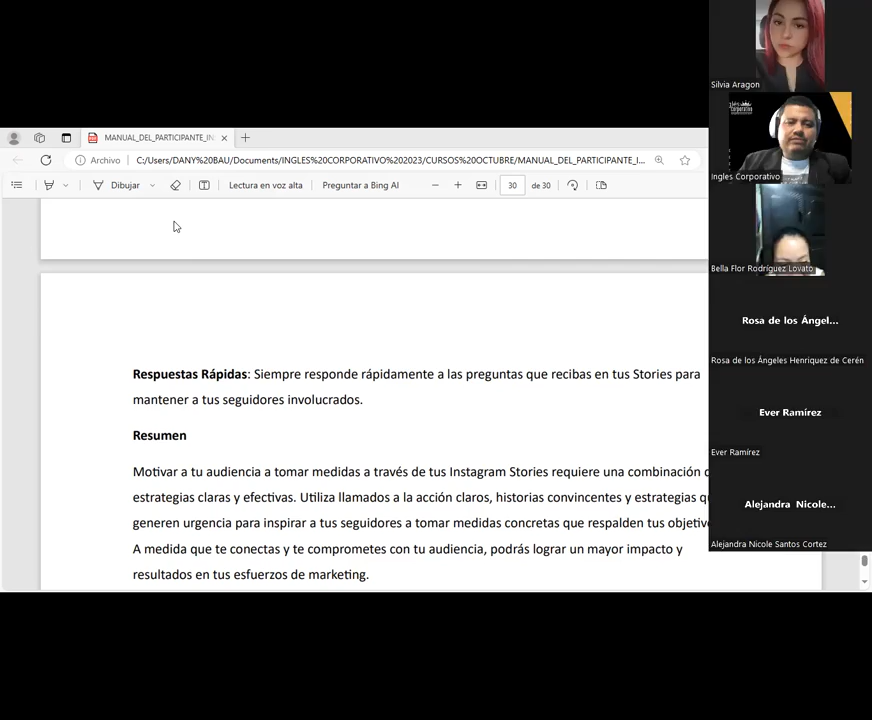 Silvia Aragon
MANUAL_DEL_PARTICIPANTE_IN
Archivo
C:/Users/DANY%20BAU/Documents/INGLES%20CORPORATIVO%202023/CURSOS%20OCTUBRE/MANUAL_DEL_PARTICIPANTE_I...
Dibujar
Lectura en voz alta
Preguntar a Bing AI
30
de 30
Ingles Corporativo
Bella Flor Rodríguez Lovato
Rosa de los Ángel...
Rosa de los Ángeles Henriquez de Cerén
Ever Ramírez
Ever Ramírez
Alejandra Nicole...
Alejandra Nicole Santos Cortez
Respuestas Rápidas: Siempre responde rápidamente a las preguntas que recibas en tus Stories para
mantener a tus seguidores involucrados.
Resumen
Motivar a tu audiencia a tomar medidas a través de tus Instagram Stories requiere una combinación
estrategias claras y efectivas. Utiliza llamados a la acción claros, historias convincentes y estrategias
generen urgencia para inspirar a tus seguidores a tomar medidas concretas que respalden tus
A medida que te conectas y te comprometes con tu audiencia, podrás lograr un mayor impacto y
resultados en tus esfuerzos de marketing.